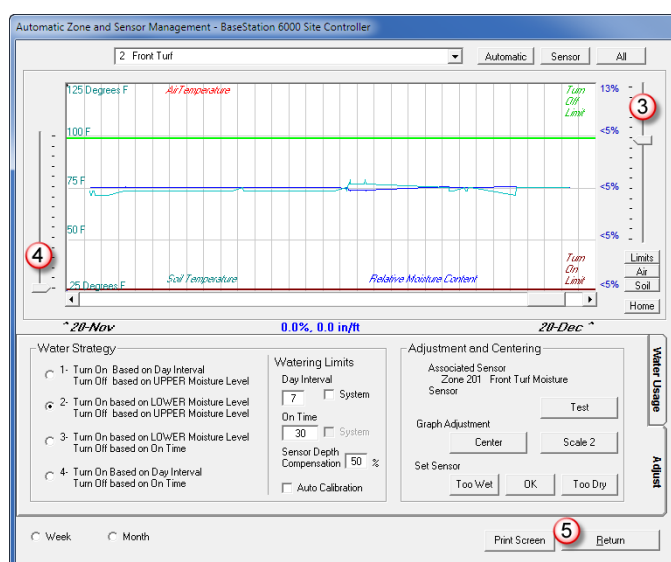 Automatic Zone and Sensor Management - BaseStation 6000 Site Controller
2 Front Turf
Automatic
Sensor
All
125 Degrees F
AirTemperature
Turn
Off
Limit
13%
3
100 F
<5%
75 F
<5%
50 F
<5%
4
25 Degrees F
Soil Temperature
Relative Moisture Content
Turn
On
Limit
<5%
Limits
Air
Soil
Home
^20-Nov
0.0%, 0.0 in/ft
20-Dec ^
Water Strategy
1- Turn On Based on Day Interval
Turn Off based on UPPER Moisture Level
2- Turn On based on LOWER Moisture Level
Turn Off based on UPPER Moisture Level
3- Turn On based on LOWER Moisture Level
Turn Off based on On Time
4- Turn On Based on Day Interval
Turn Off based on On Time
Watering Limits
Day Interval
7 System
On Time
30 System
Sensor Depth
Compensation 50 %
Auto Calibration
Adjustment and Centering
Associated Sensor
Zone 201 Front Turf Moisture
Sensor
Test
Graph Adjustment
Center
Scale 2
Set Sensor
Too Wet
OK
Too Dry
Water Usage
Adjust
Week
Month
Print Screen
5
Return